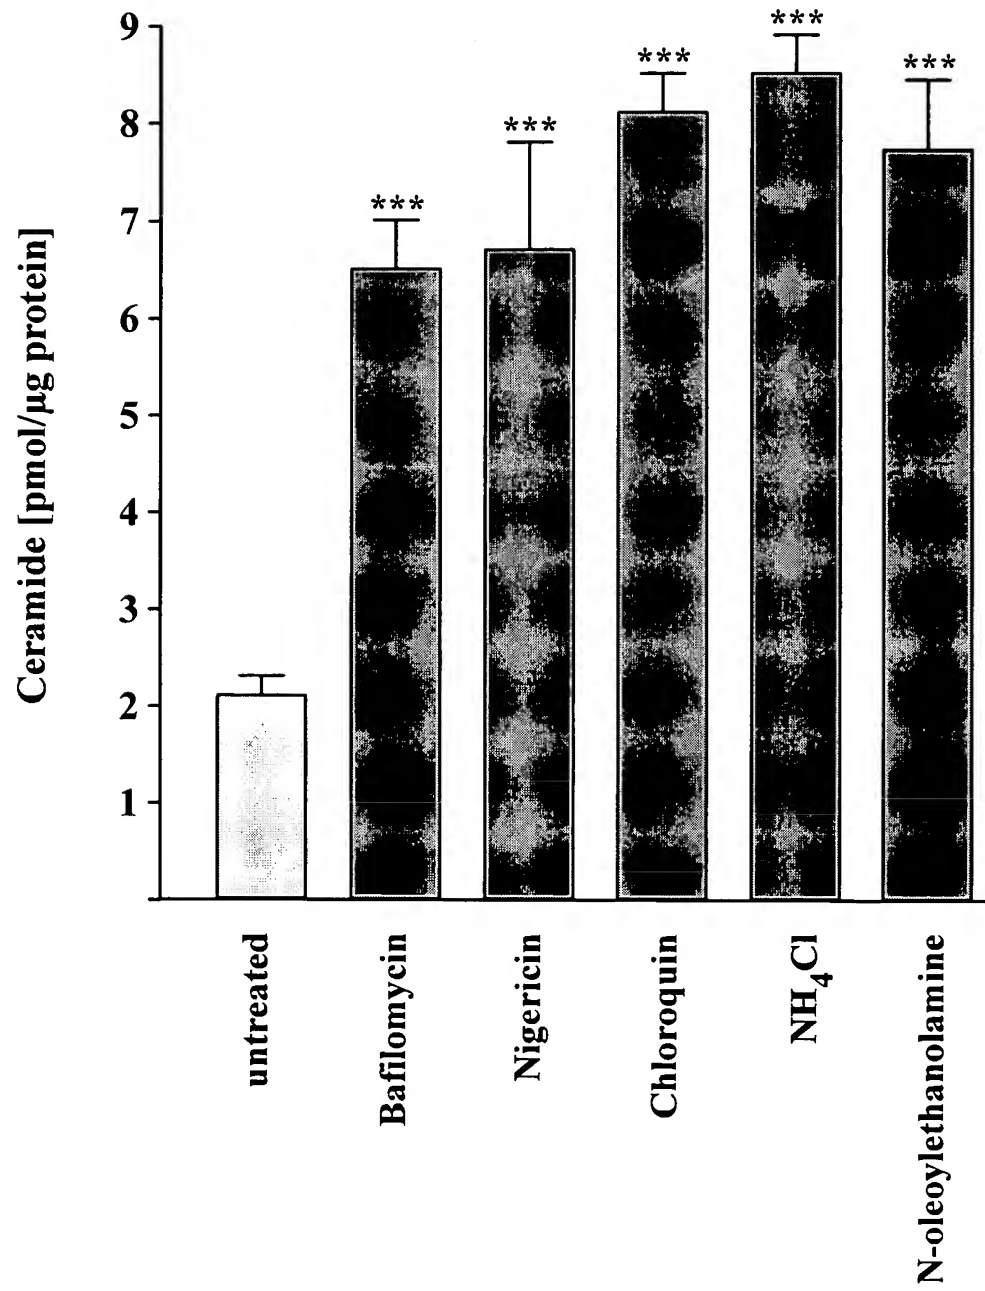 Ceramide [pmol/µg protein]
9
8
7
6
5
4
3
2
1
***
***
***
***
***
untreated
Bafilomycin
Nigericin
Chloroquin
NH4Cl
N-oleoylethanolamine